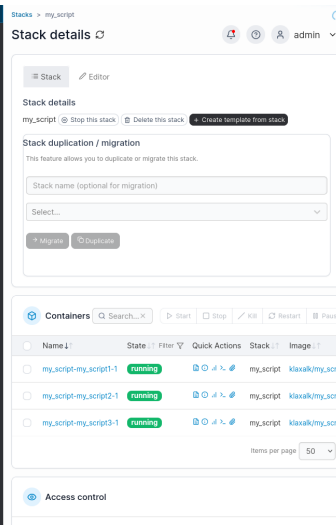 Stacks > my_script
Stack details
admin
Stack
Editor
Stack details
my_script Stop this stack Delete this stack + Create template from stack
Stack duplication / migration
This feature allows you to duplicate or migrate this stack.
Stack name (optional for migration)
Select...
+ Migrate Duplicate
Containers Search... × Start Stop Kill Restart Paus
Name State Filter Quick Actions Stack Image
my_script-my_script1-1 running my_script klaxalk/my_scr
my_script-my_script2-1 running my_script klaxalk/my_scr
my_script-my_script3-1 running my_script klaxalk/my_scr
Items per page 50
Access control